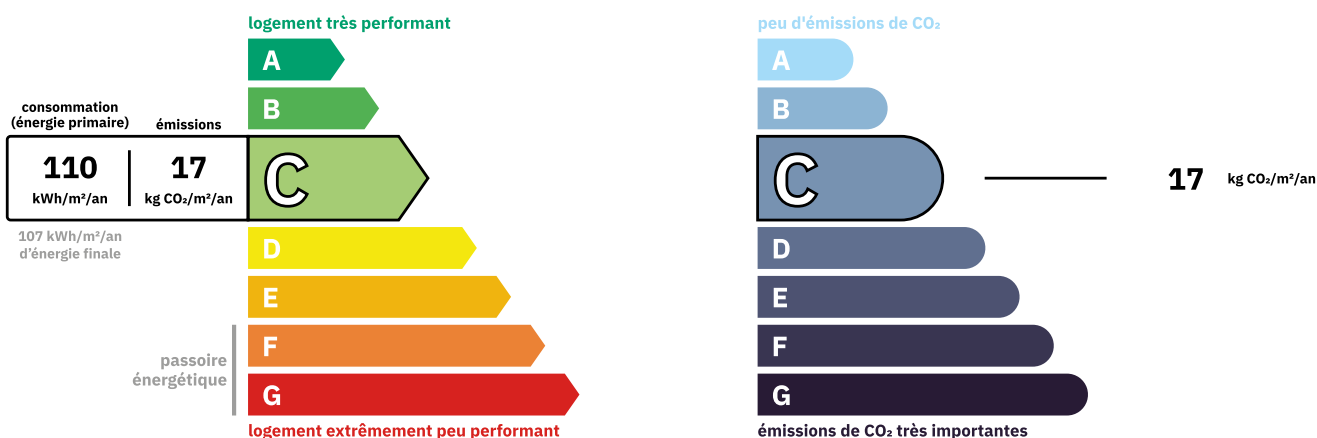 logement très performant
A
B
consommation
(énergie primaire)
émissions
110
kWh/m²/an
17
kg CO₂/m²/an
C
107 kWh/m²/an
d'énergie finale
D
E
passoire
énergétique
F
G
logement extrêmement peu performant
peu d'émissions de CO₂
A
B
C
17 kg CO₂/m²/an
D
E
F
G
émissions de CO₂ très importantes